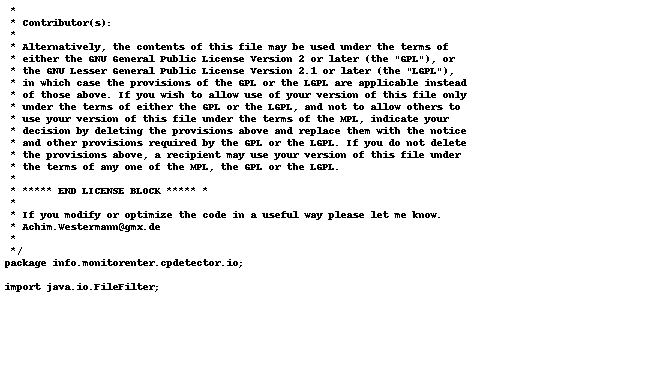 *
 * Contributor(s):
 *
 * Alternatively, the contents of this file may be used under the terms of
 * either the GNU General Public License Version 2 or later (the "GPL"), or
 * the GNU Lesser General Public License Version 2.1 or later (the "LGPL"),
 * in which case the provisions of the GPL or the LGPL are applicable instead
 * of those above. If you wish to allow use of your version of this file only
 * under the terms of either the GPL or the LGPL, and not to allow others to
 * use your version of this file under the terms of the MPL, indicate your
 * decision by deleting the provisions above and replace them with the notice
 * and other provisions required by the GPL or the LGPL. If you do not delete
 * the provisions above, a recipient may use your version of this file under
 * the terms of any one of the MPL, the GPL or the LGPL.
 *
 * ***** END LICENSE BLOCK ***** *
 *
 * If you modify or optimize the code in a useful way please let me know.
 * Achim.Westermann@gmx.de
 *
 */
package info.monitorenter.cpdetector.io;

import java.io.FileFilter;